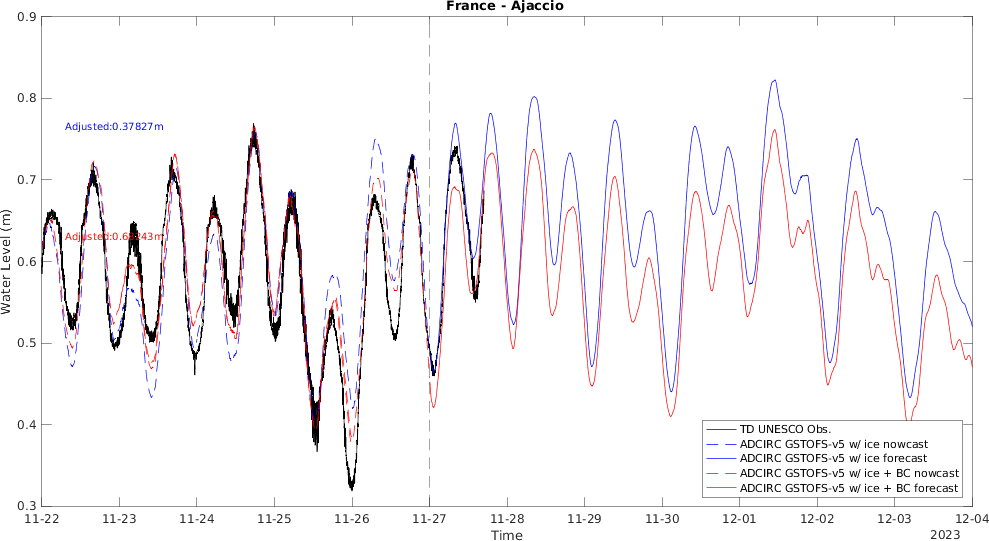 France - Ajaccio
0.9
0.8
0.7
0.6
0.5
0.4
0.3
Water Level (m)
Adjusted:0.37827m
TD UNESCO Obs.
ADCIRC GSTOFS-v5 w/ ice nowcast
ADCIRC GSTOFS-v5 w/ ice forecast
ADCIRC GSTOFS-v5 w/ ice + BC nowcast
ADCIRC GSTOFS-v5 w/ ice + BC forecast
11-22 11-23 11-24 11-25 11-26 11-27 11-28 11-29 11-30 12-01 12-02 12-03 12-04
Time
2023